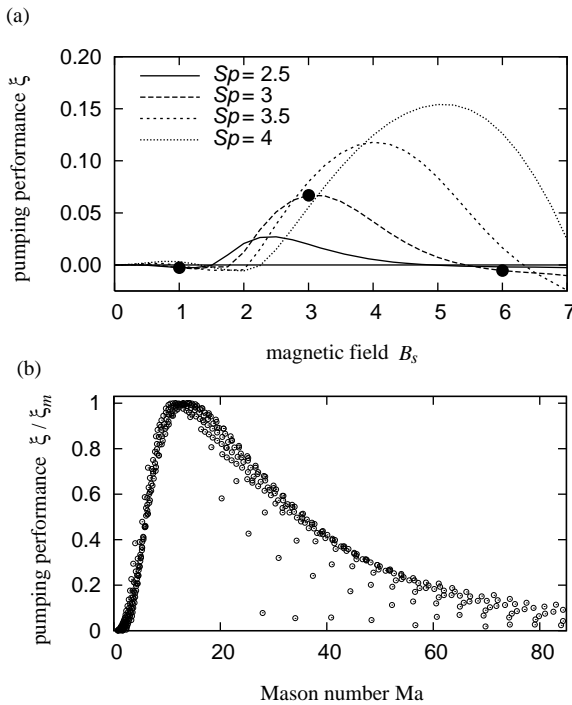 (a)
pumping performance ξ
0.20
0.15
0.10
0.05
0.00
Sp = 2.5
Sp = 3
Sp = 3.5
Sp = 4
0 1 2 3 4 5 6 7
magnetic field B_s
(b)
pumping performance ξ / ξ_m
1
0.8
0.6
0.4
0.2
0
0 20 40 60 80
Mason number Ma